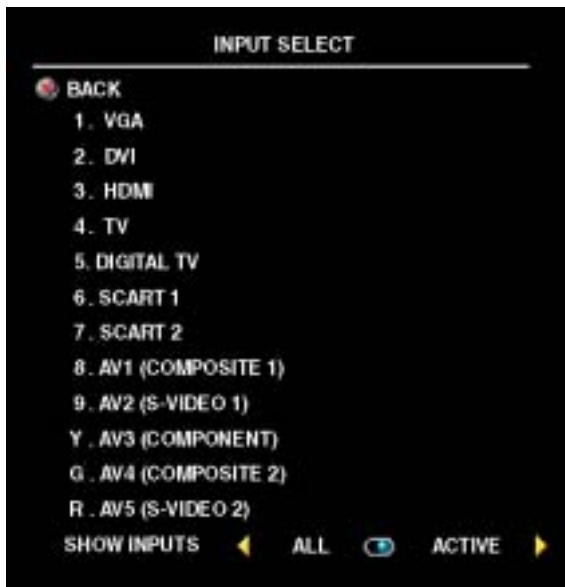 INPUT SELECT
BACK
1. VGA
2. DVI
3. HDMI
4. TV
5. DIGITAL TV
6. SCART 1
7. SCART 2
8. AV1 (COMPOSITE 1)
9. AV2 (S-VIDEO 1)
Y. AV3 (COMPONENT)
G. AV4 (COMPOSITE 2)
R. AV5 (S-VIDEO 2)
SHOW INPUTS ALL ACTIVE